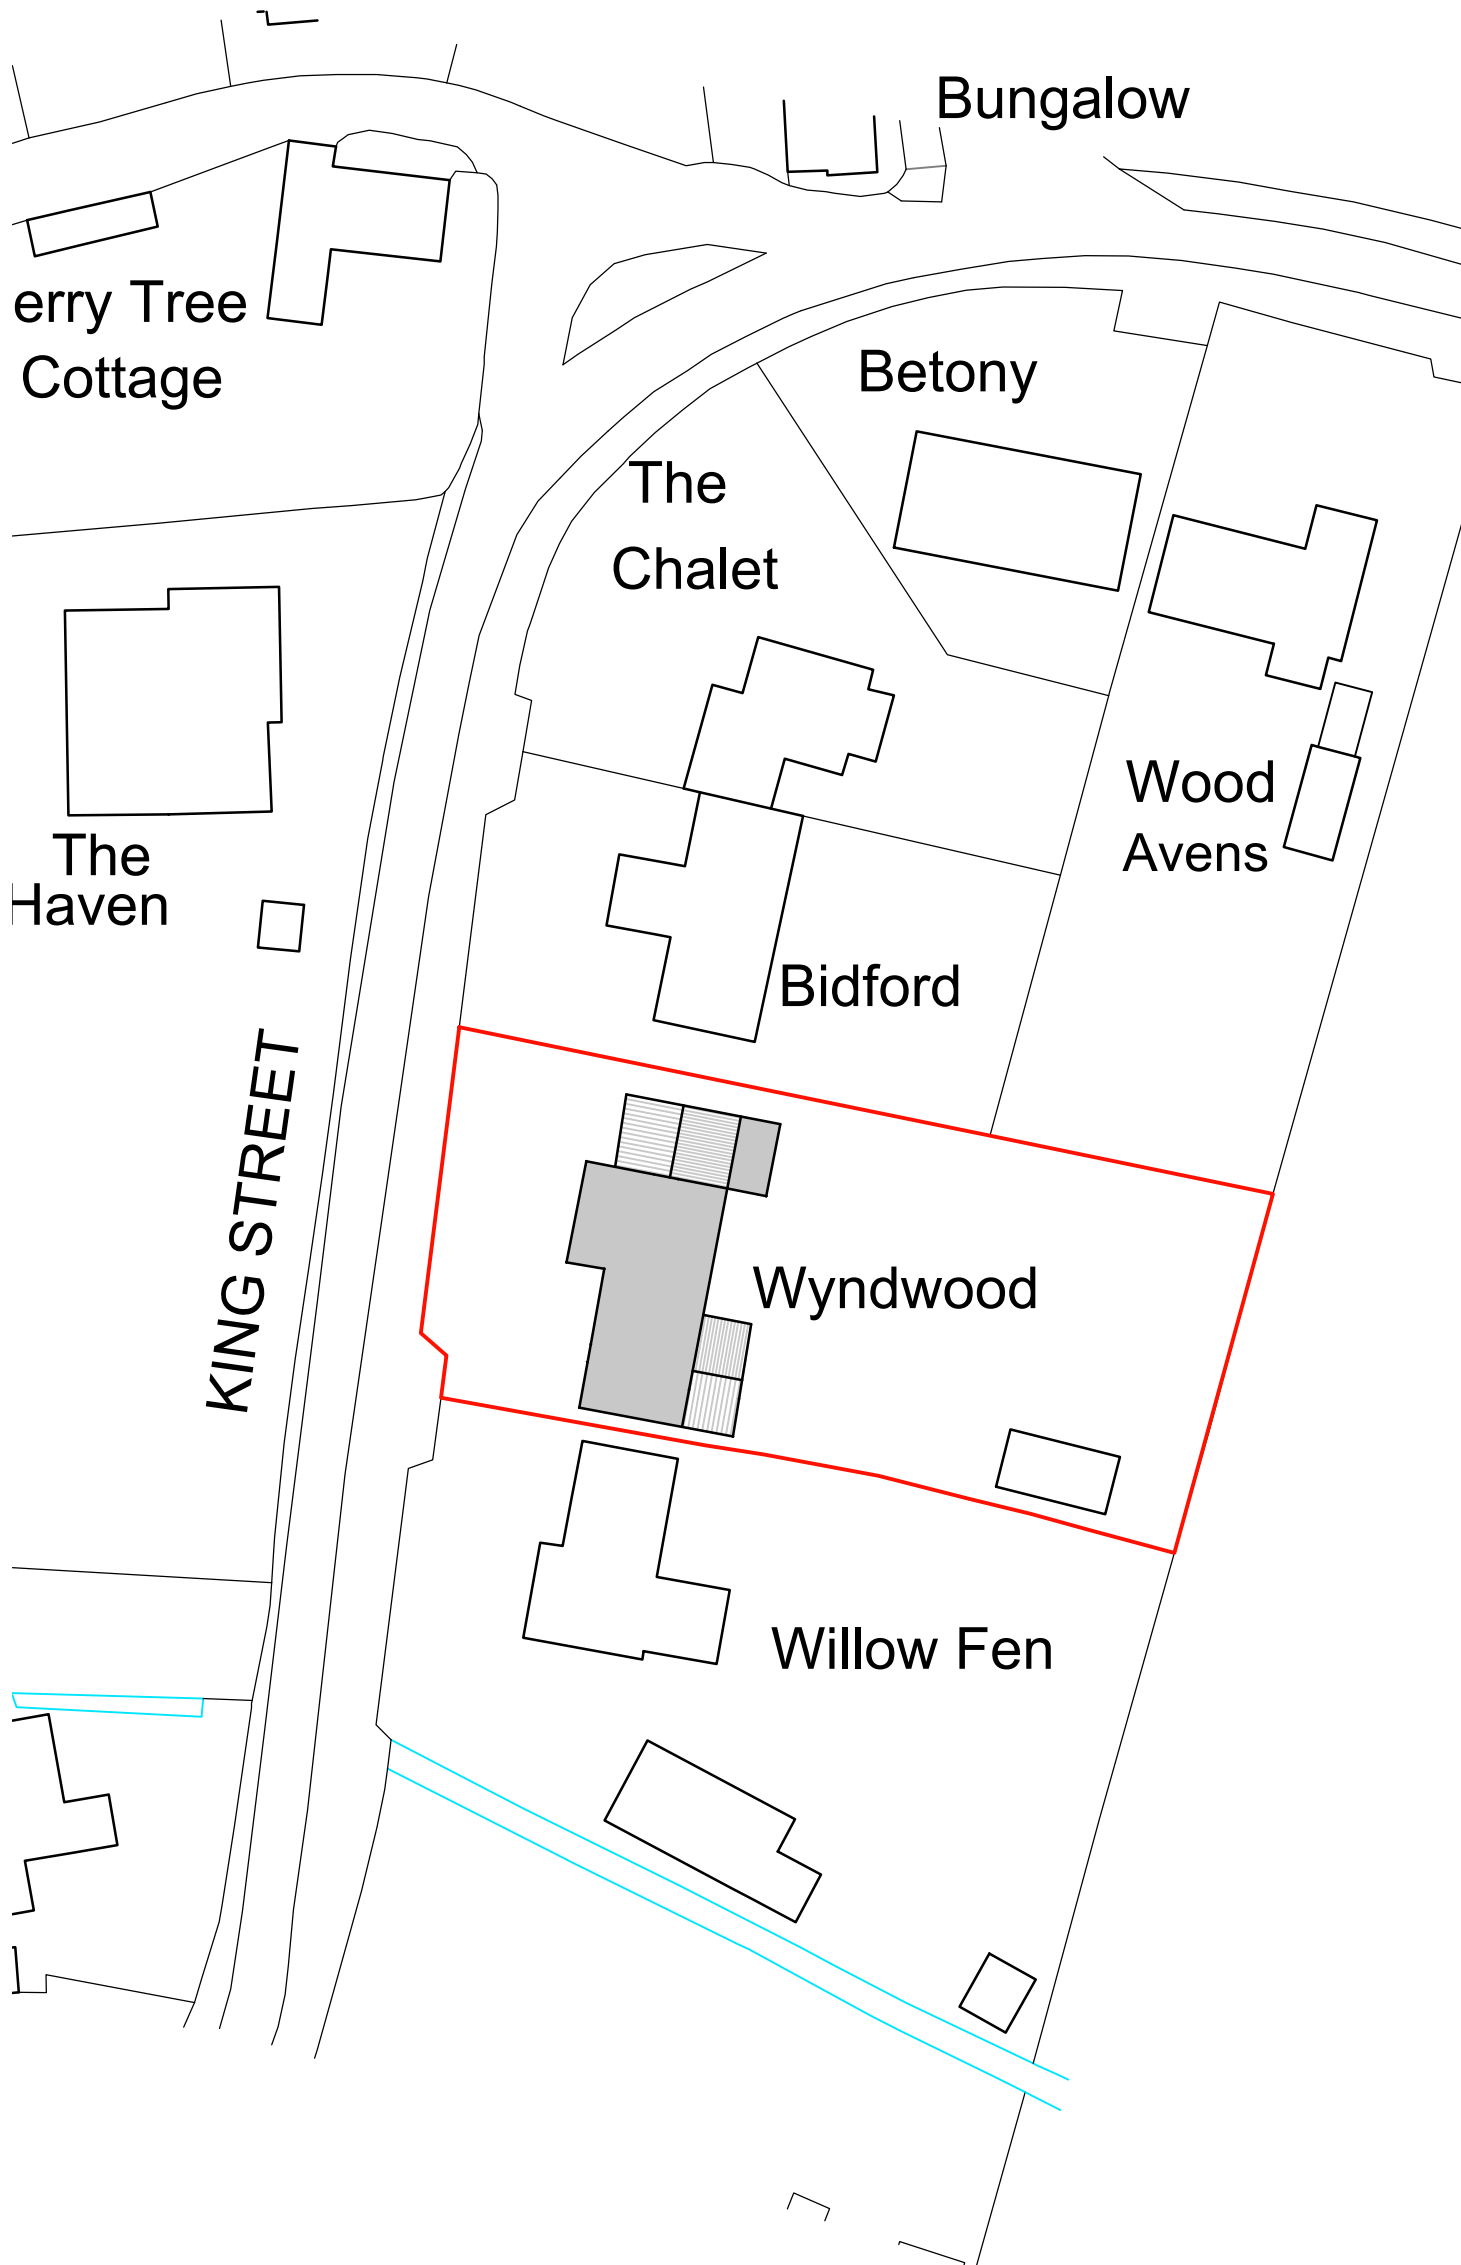 Bungalow
erry Tree
Cottage
Betony
The
Chalet
Wood
Avens
The
Haven
Bidford
KING STREET
Wyndwood
Willow Fen